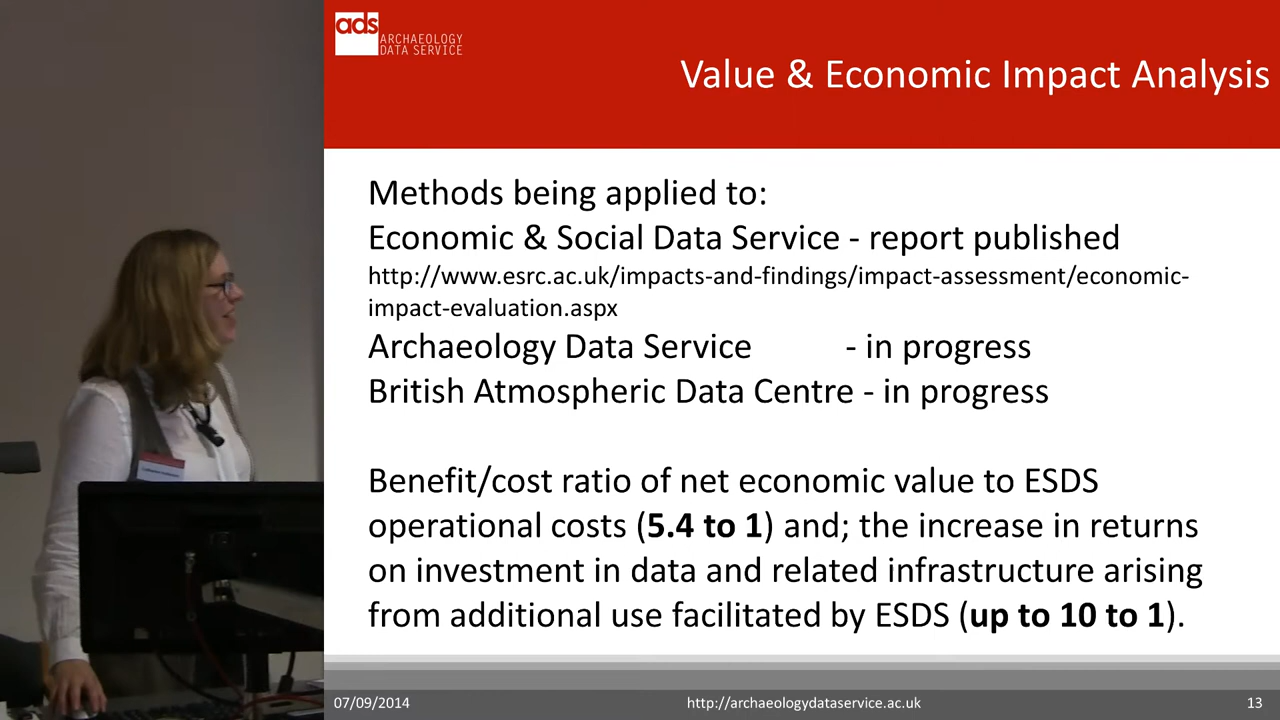 ads ARCHAEOLOGY
DATA SERVICE
Value & Economic Impact Analysis
Methods being applied to:
Economic & Social Data Service - report published
http://www.esrc.ac.uk/impacts-and-findings/impact-assessment/economic-
impact-evaluation.aspx
Archaeology Data Service - in progress
British Atmospheric Data Centre - in progress
Benefit/cost ratio of net economic value to ESDS
operational costs (5.4 to 1) and; the increase in returns
on investment in data and related infrastructure arising
from additional use facilitated by ESDS (up to 10 to 1).
07/09/2014
http://archaeologydataservice.ac.uk
13